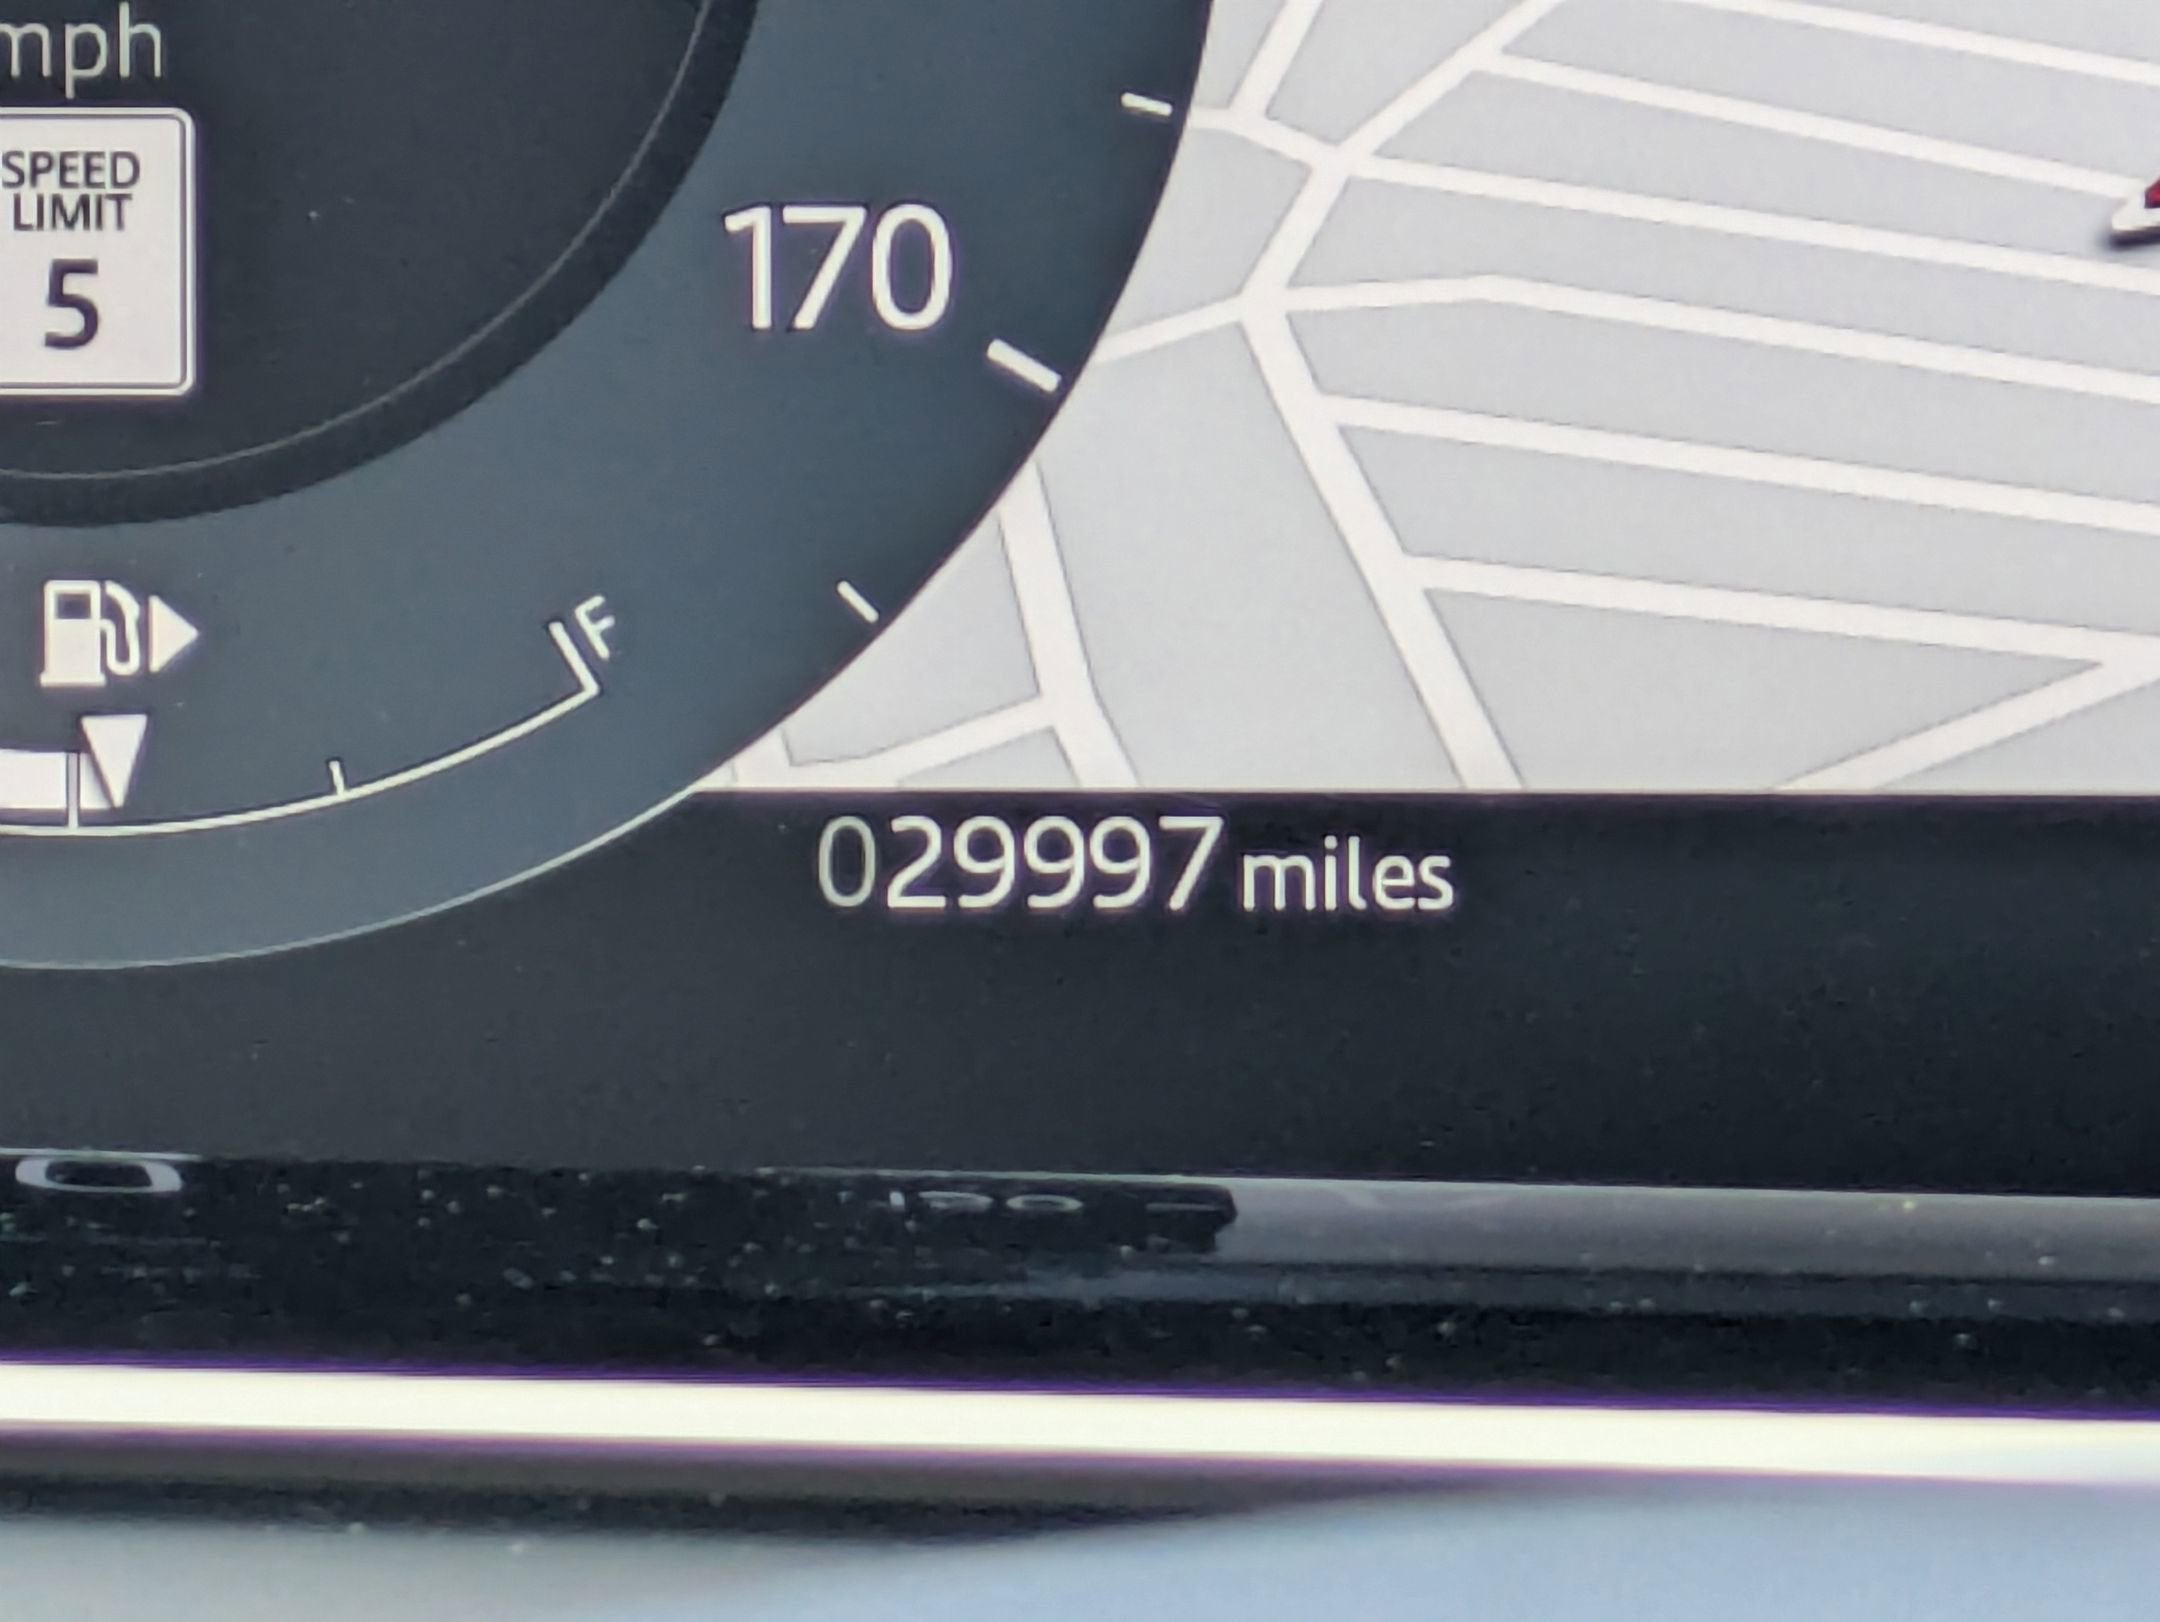 mph
SPEED
LIMIT
5
170
F
029997 miles